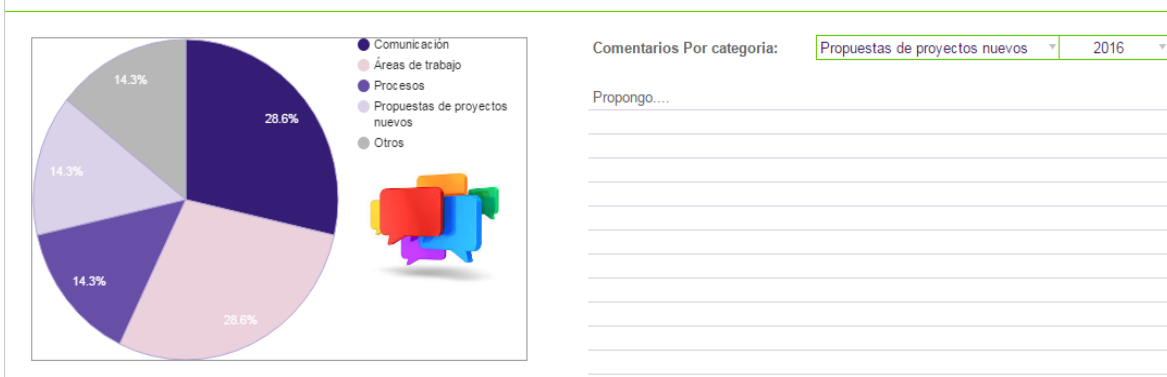 Comunicación
Áreas de trabajo
Procesos
Propuestas de proyectos
nuevos
Otros
14.3%
28.6%
14.3%
14.3%
28.6%
Comentarios Por categoria: Propuestas de proyectos nuevos 2016
Propongo....